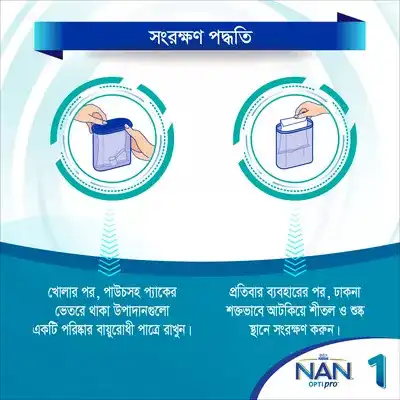 সংরক্ষণ পদ্ধতি
খোলার পর, পাউচসহ প্যাকের
ভেতরে থাকা উপাদানগুলো
একটি পরিষ্কার বায়ুরোধী পাত্রে রাখুন।
প্রতিবার ব্যবহারের পর, ঢাকনা
শক্তভাবে আটকিয়ে শীতল ও শুষ্ক
স্থানে সংরক্ষণ করুন।
NAN 1
OPTIpro